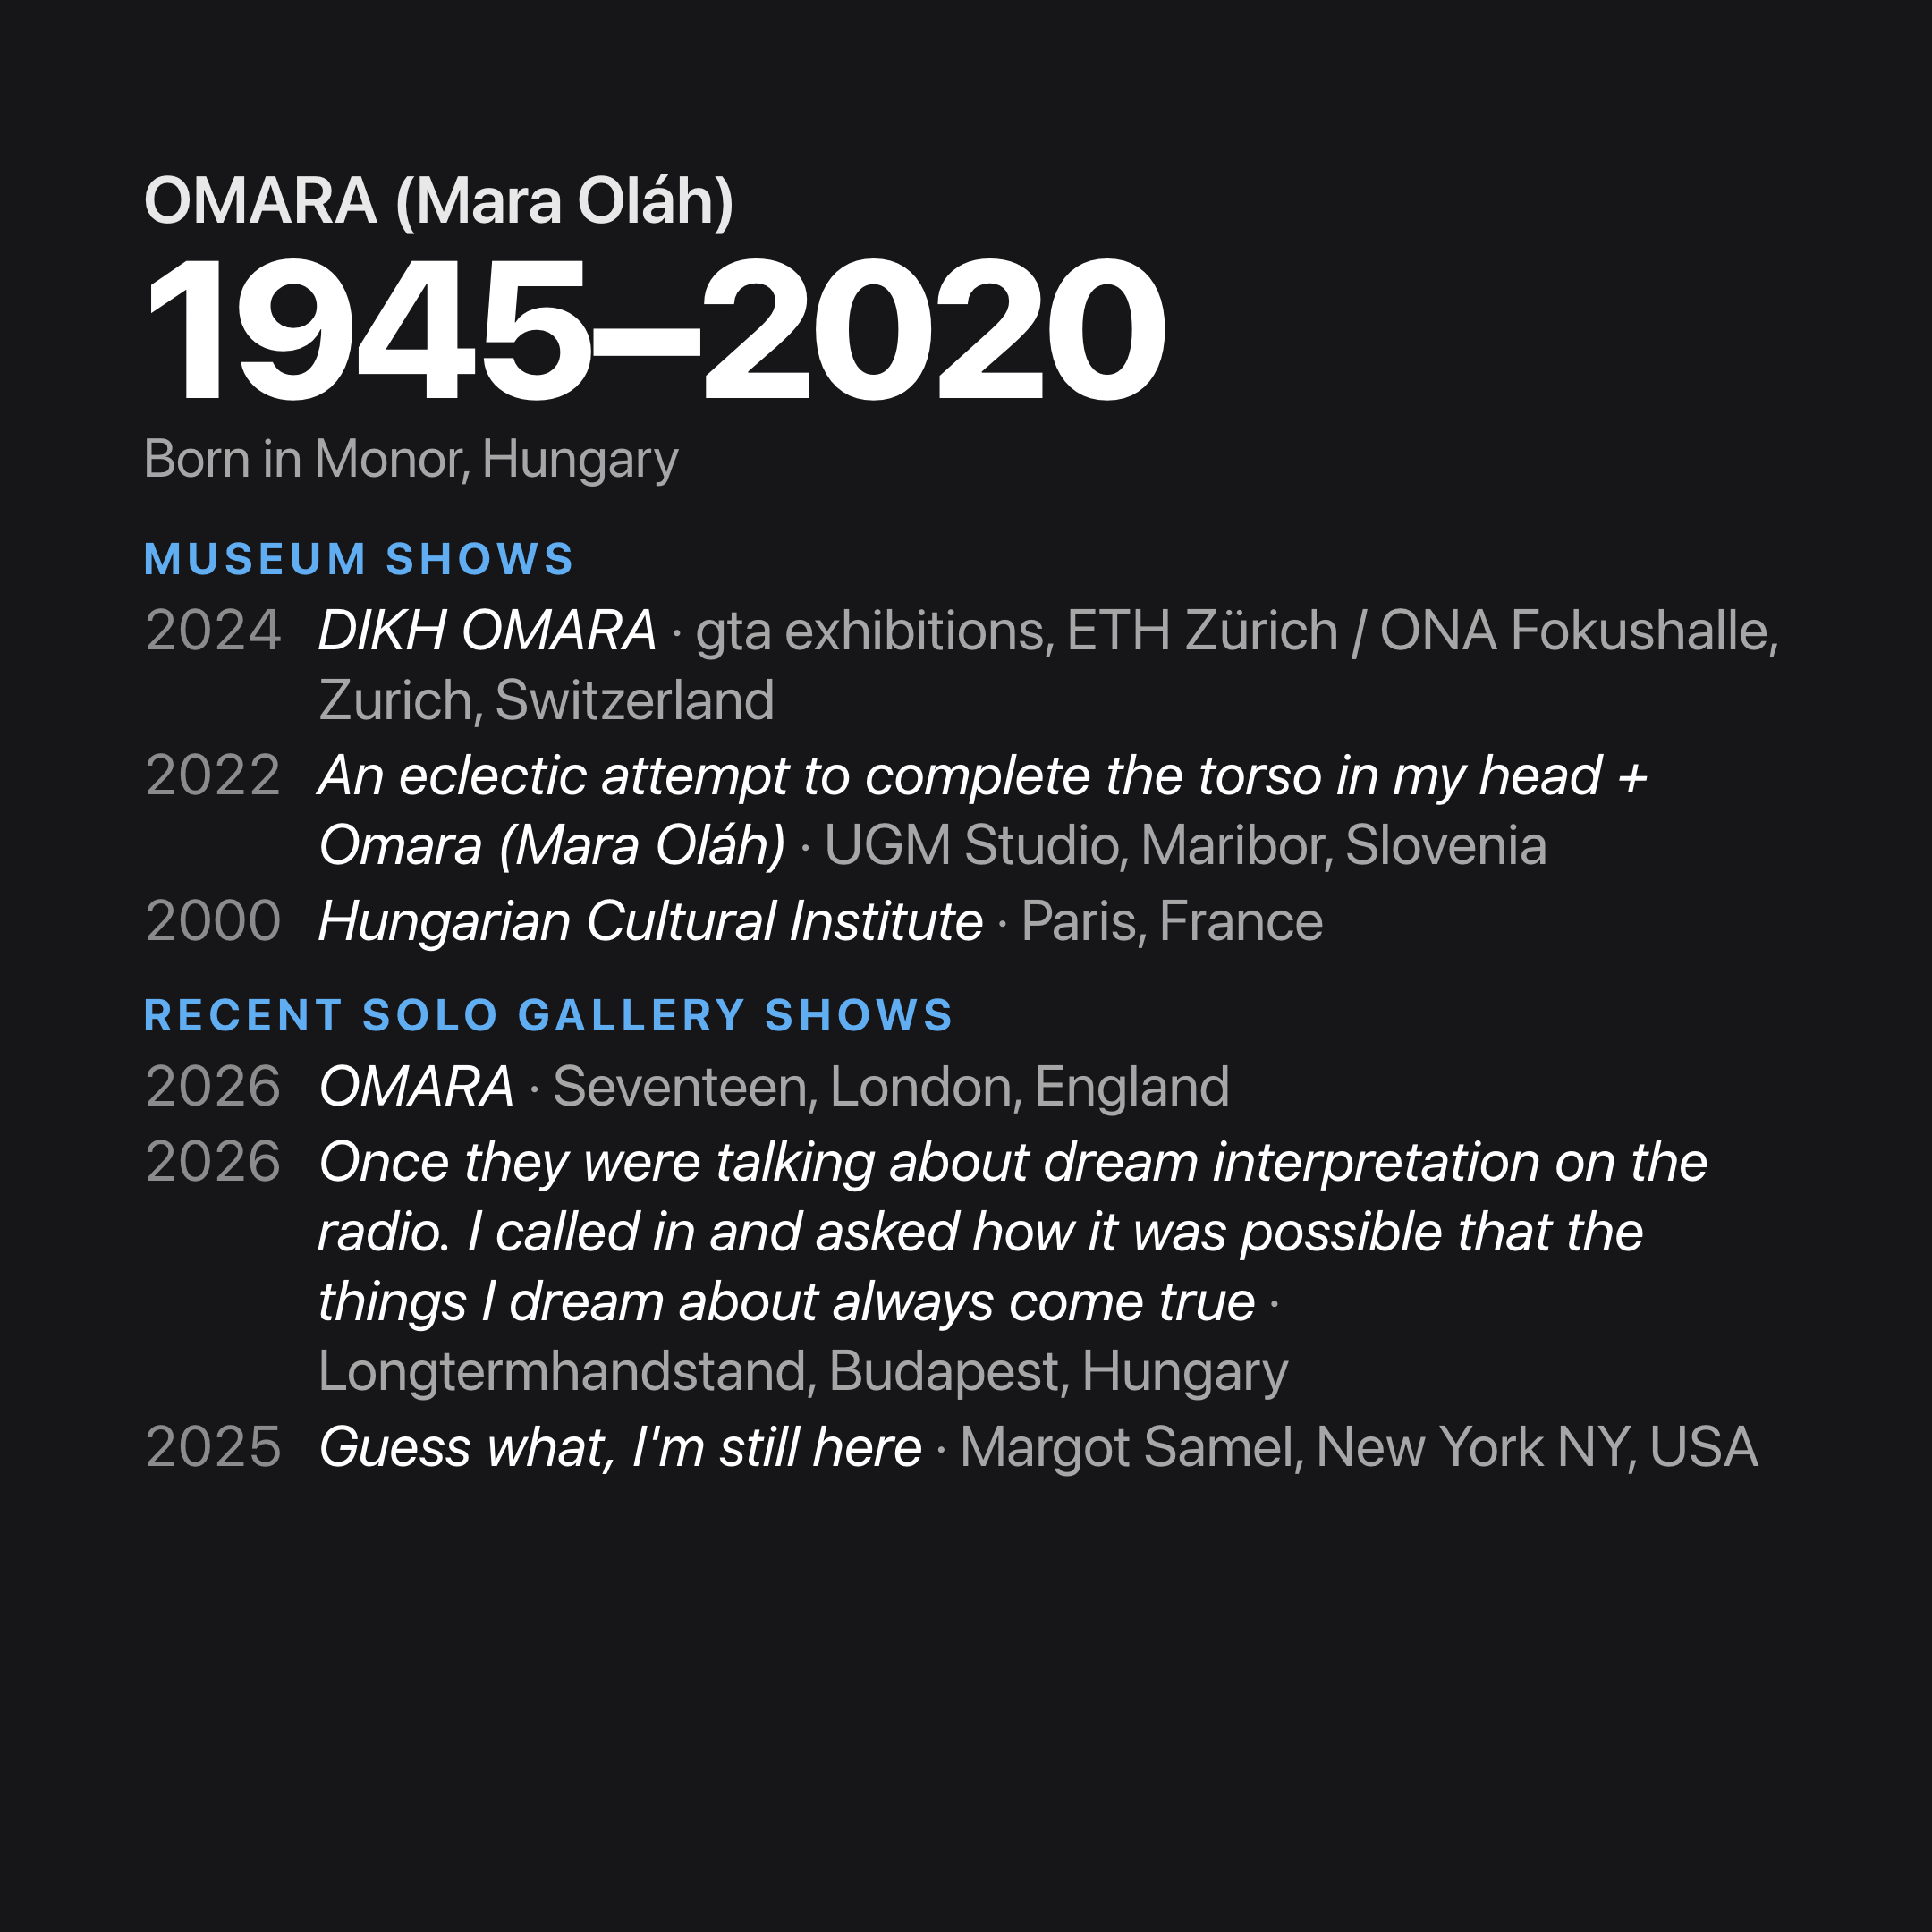 OMARA (Mara Oláh)
1945–2020
Born in Monor, Hungary
MUSEUM SHOWS
2024 DIKH OMARA · gta exhibitions, ETH Zürich / ONA Fokushalle,
Zurich, Switzerland
2022 An eclectic attempt to complete the torso in my head +
Omara (Mara Oláh) · UGM Studio, Maribor, Slovenia
2000 Hungarian Cultural Institute · Paris, France
RECENT SOLO GALLERY SHOWS
2026 OMARA · Seventeen, London, England
2026 Once they were talking about dream interpretation on the
radio. I called in and asked how it was possible that the
things I dream about always come true ·
Longtermhandstand, Budapest, Hungary
2025 Guess what, I'm still here · Margot Samel, New York NY, USA